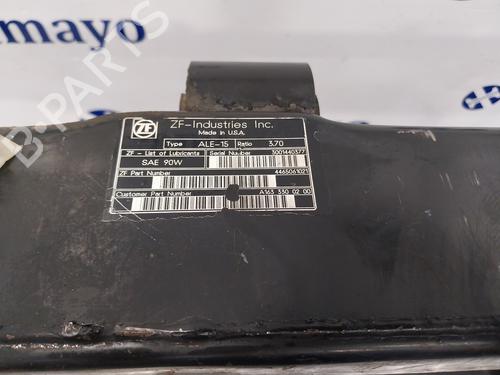 mayo
B-PARTS
ZF
ZF-Industries Inc.
Made in U.S.A.
Type ALE-15 Ratio 3.70
ZF - List of Lubricants Serial Number 3001440377
SAE 90W
ZF Part Number 4465061021
Customer Part Number A163 330 02 00